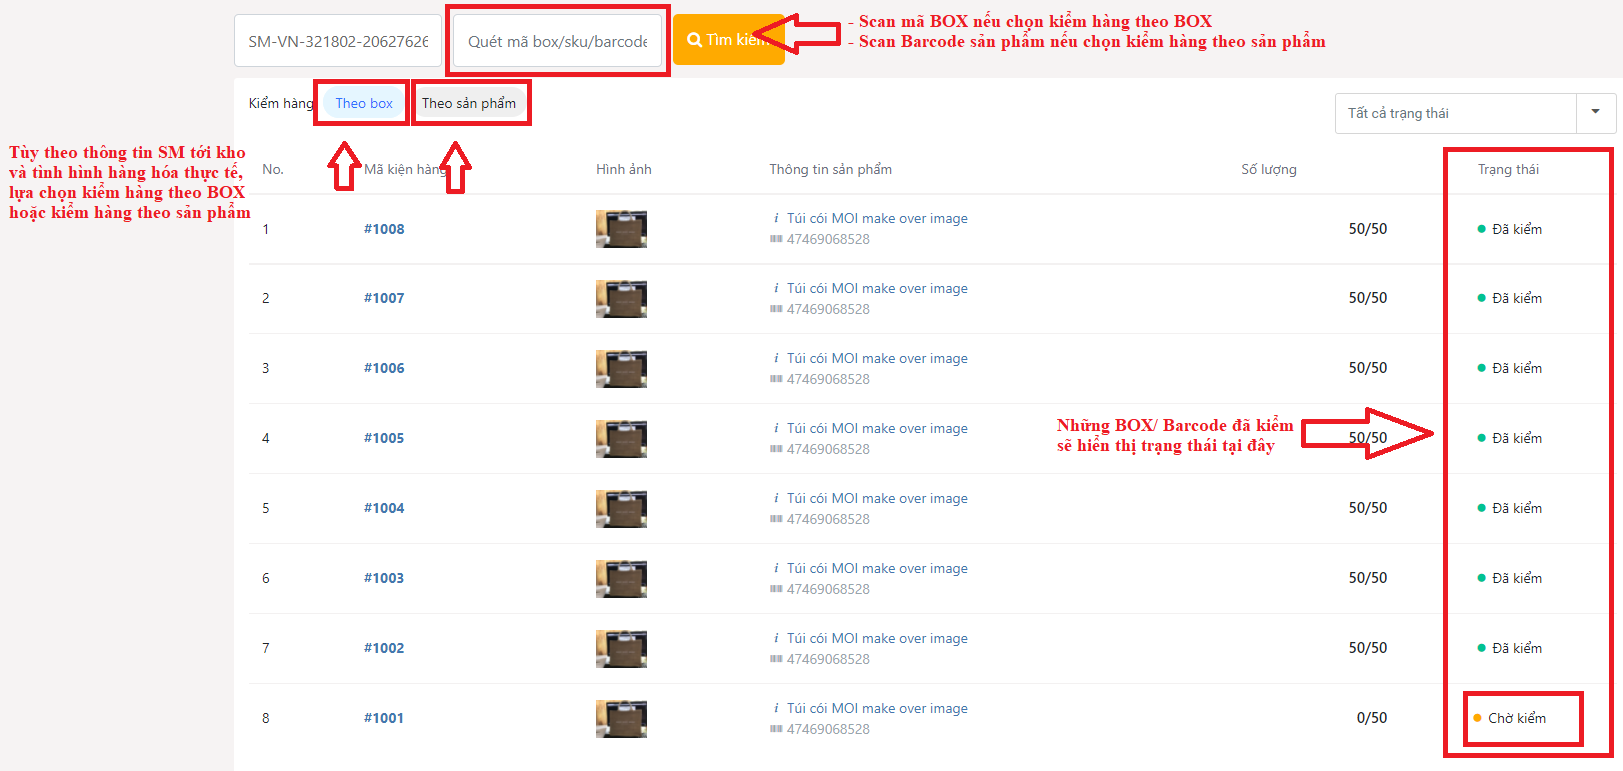 SM-VN-321802-20627626
Quét mã box/sku/barcode
Tìm kiếm
- Scan mã BOX nếu chọn kiểm hàng theo BOX
- Scan Barcode sản phẩm nếu chọn kiểm hàng theo sản phẩm
Kiểm hàng
Theo box
Theo sản phẩm
Tất cả trạng thái
Tùy theo thông tin SM tới kho
và tình hình hàng hóa thực tế,
lựa chọn kiểm hàng theo BOX
hoặc kiểm hàng theo sản phẩm
No. Mã kiện hàng Hình ảnh Thông tin sản phẩm Số lượng Trạng thái
1 #1008 Túi cói MOI make over image 50/50 Đã kiểm
47469068528
2 #1007 Túi cói MOI make over image 50/50 Đã kiểm
47469068528
3 #1006 Túi cói MOI make over image 50/50 Đã kiểm
47469068528
4 #1005 Túi cói MOI make over image 50/50 Đã kiểm
47469068528
Những BOX/ Barcode đã kiểm
sẽ hiển thị trạng thái tại đây
5 #1004 Túi cói MOI make over image 50/50 Đã kiểm
47469068528
6 #1003 Túi cói MOI make over image 50/50 Đã kiểm
47469068528
7 #1002 Túi cói MOI make over image 50/50 Đã kiểm
47469068528
8 #1001 Túi cói MOI make over image 0/50 Chờ kiểm
47469068528